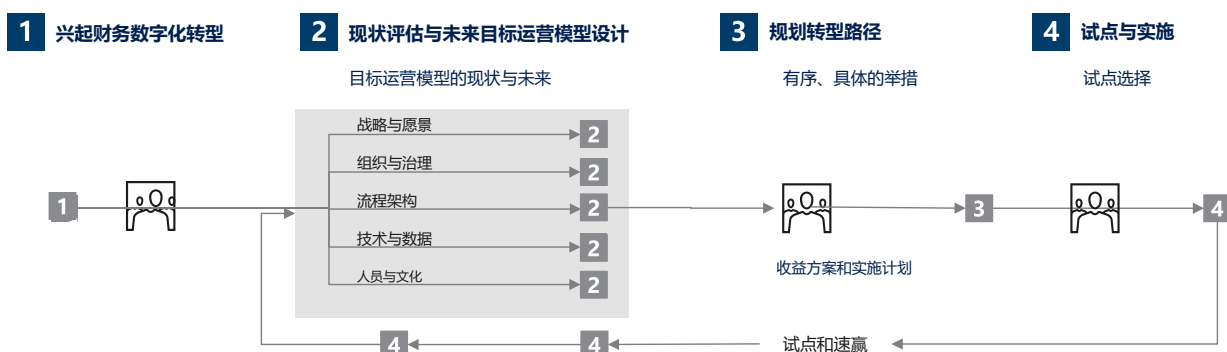 1 兴起财务数字化转型
2 现状评估与未来目标运营模型设计
3 规划转型路径
4 试点与实施
目标运营模型的现状与未来
有序、具体的举措
试点选择
战略与愿景
2
组织与治理
2
1
流程架构
2
3
4
技术与数据
2
人员与文化
2
收益方案和实施计划
4
4
试点和速赢